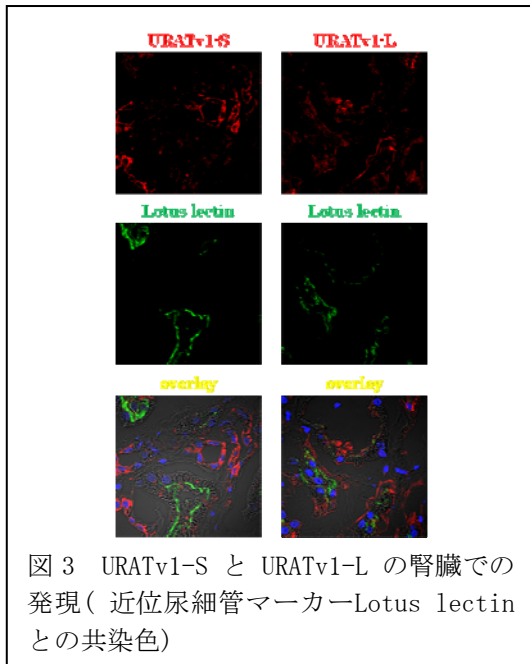 URATv1-S URATv1-L
Lotus lectin Lotus lectin
overlay overlay
図 3 URATv1-S と URATv1-L の腎臓での
発現( 近位尿細管マーカーLotus lectin
との共染色)